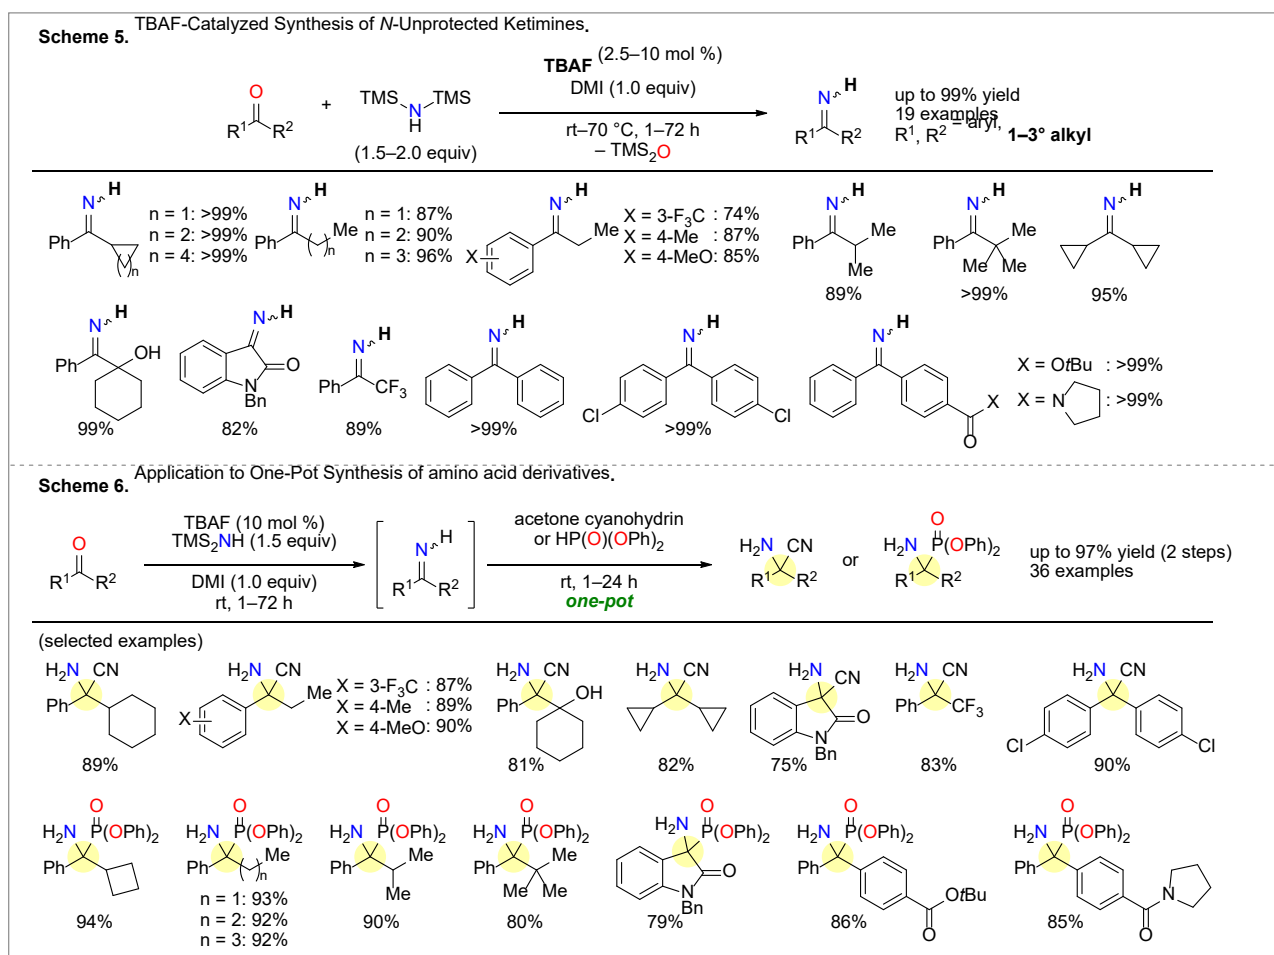 Scheme 5. TBAF-Catalyzed Synthesis of N-Unprotected Ketimines.
O
R1 R2
+
TMS N TMS
H
(1.5–2.0 equiv)
TBAF (2.5–10 mol %)
DMI (1.0 equiv)
rt–70 °C, 1–72 h
– TMS2O
N H
R1 R2
up to 99% yield
19 examples
R1, R2 = aryl, 1–3° alkyl
N H
Ph
n
n = 1: >99%
n = 2: >99%
n = 4: >99%
N H
Ph Me
n
n = 1: 87%
n = 2: 90%
n = 3: 96%
N H
Me
X
X = 3-F3C : 74%
X = 4-Me : 87%
X = 4-MeO: 85%
N H
Ph Me
Me
89%
N H
Ph Me
Me Me
>99%
N H
95%
N H
Ph OH
99%
N H
O
N
Bn
82%
N H
Ph CF3
89%
N H
>99%
N H
Cl Cl
>99%
N H
X
O
X = OtBu : >99%
X = N : >99%
Scheme 6. Application to One-Pot Synthesis of amino acid derivatives.
O
R1 R2
TBAF (10 mol %)
TMS2NH (1.5 equiv)
DMI (1.0 equiv)
rt, 1–72 h
N H
R1 R2
acetone cyanohydrin
or HP(O)(OPh)2
rt, 1–24 h
one-pot
H2N CN
R1 R2
or
O
H2N P(OPh)2
R1 R2
up to 97% yield (2 steps)
36 examples
(selected examples)
H2N CN
Ph
89%
H2N CN
Me
X
X = 3-F3C : 87%
X = 4-Me : 89%
X = 4-MeO: 90%
H2N CN
Ph OH
81%
H2N CN
82%
H2N CN
O
N
Bn
75%
H2N CN
Ph CF3
83%
H2N CN
Cl Cl
90%
O
H2N P(OPh)2
Ph
94%
O
H2N P(OPh)2
Ph Me
n
n = 1: 93%
n = 2: 92%
n = 3: 92%
O
H2N P(OPh)2
Ph Me
Me
90%
O
H2N P(OPh)2
Ph Me
Me Me
80%
O
H2N P(OPh)2
O
N
Bn
79%
O
H2N P(OPh)2
Ph
OtBu
O
86%
O
H2N P(OPh)2
Ph
N
O
85%